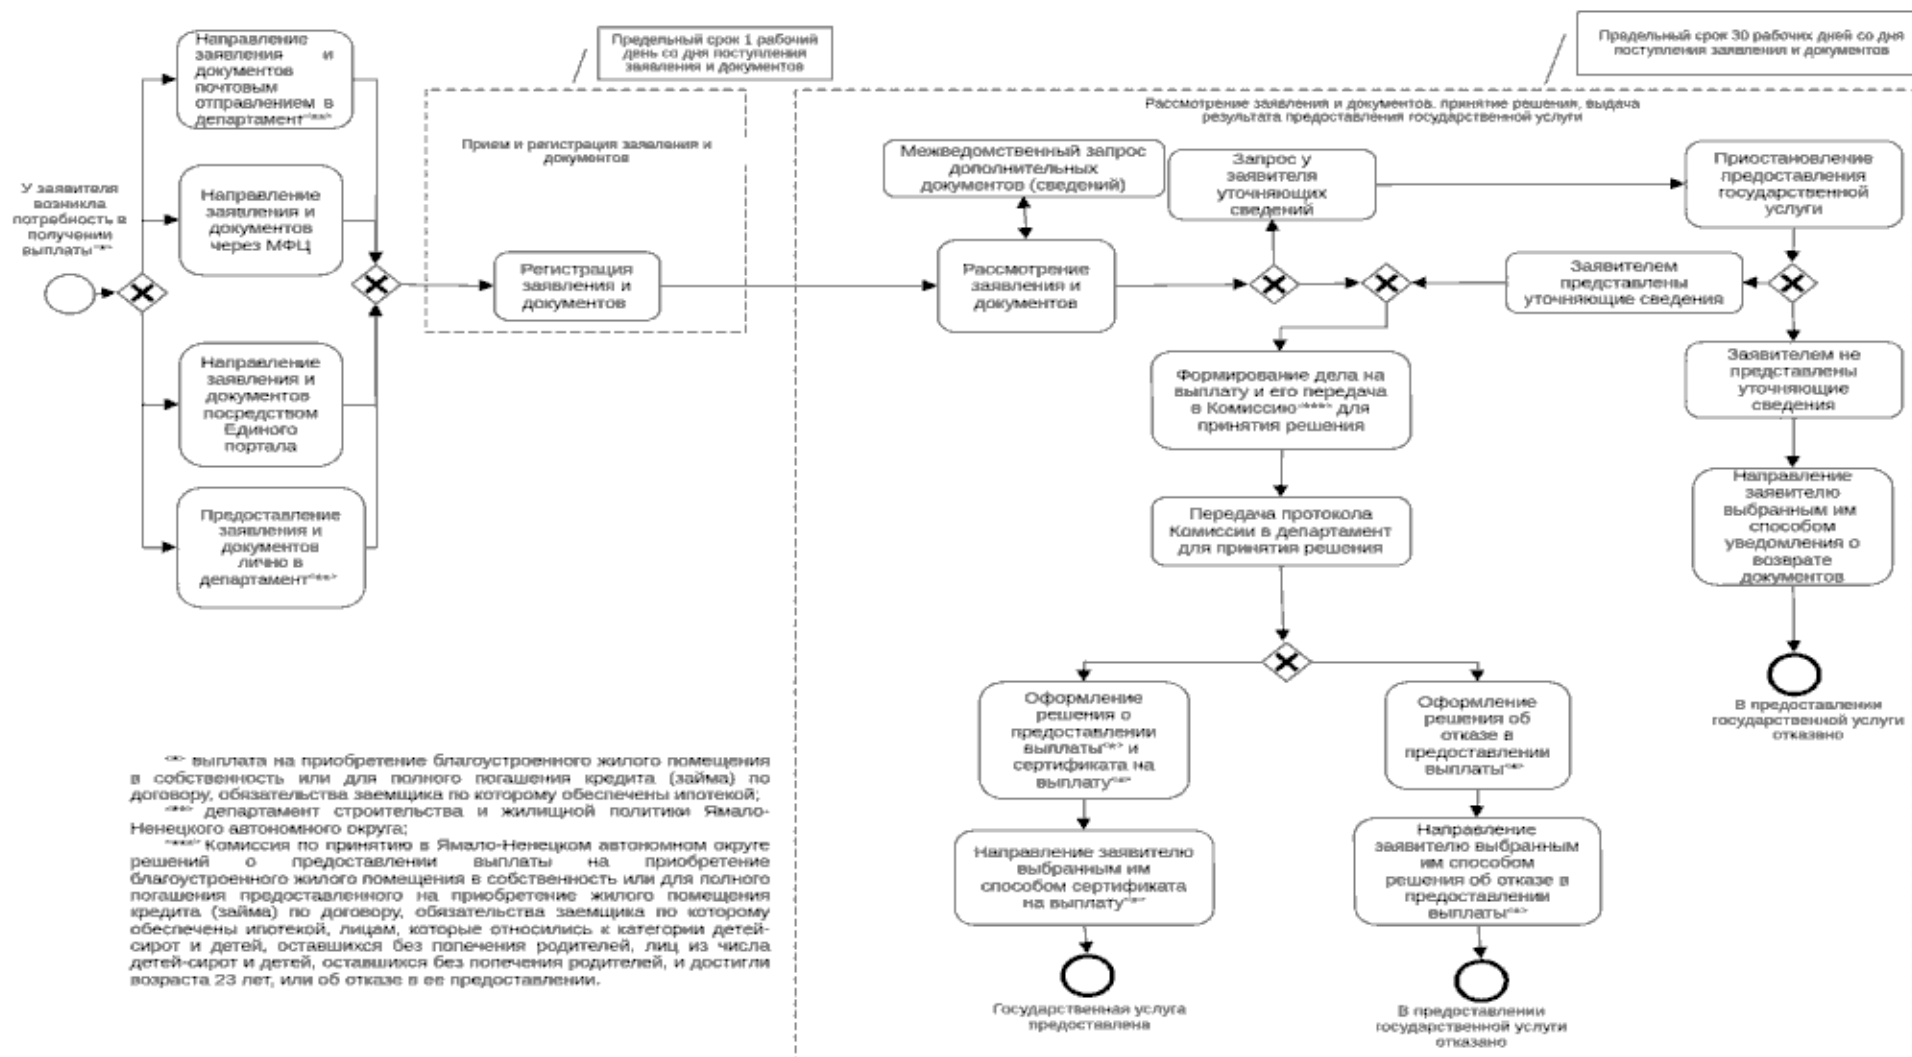 Направление
заявления и
документов
почтовым
отправлением в
департамент<**>
Предельный срок 1 рабочий
день со дня поступления
заявления и документов
Предельный срок 30 рабочих дней со дня
поступления заявления и документов
Прием и регистрация заявления и
документов
Рассмотрение заявления и документов, принятие решения, выдача
результата предоставления государственной услуги
У заявителя
возникла
потребность в
получении
выплаты<*>
Направление
заявления и
документов
через МФЦ
Направление
заявления и
документов
посредством
Единого
портала
Предоставление
заявления и
документов
лично в
департамент<**>
Регистрация
заявления и
документов
Межведомственный запрос
дополнительных
документов (сведений)
Рассмотрение
заявления и
документов
Запрос у
заявителя
уточняющих
сведений
Приостановление
предоставления
государственной
услуги
Заявителем
представлены
уточняющие сведения
Заявителем не
представлены
уточняющие
сведения
Направление
заявителю
выбранным им
способом
уведомления о
возврате
документов
В предоставлении
государственной услуги
отказано
Формирование дела на
выплату и его передача
в Комиссию<***> для
принятия решения
Передача протокола
Комиссии в департамент
для принятия решения
Оформление
решения о
предоставлении
выплаты<*> и
сертификата на
выплату<*>
Направление заявителю
выбранным им
способом сертификата
на выплату<*>
Государственная услуга
предоставлена
Оформление
решения об
отказе в
предоставлении
выплаты<*>
Направление
заявителю выбранным
им способом
решения об отказе в
предоставлении
выплаты<*>
В предоставлении
государственной услуги
отказано
<*> выплата на приобретение благоустроенного жилого помещения
в собственность или для полного погашения кредита (займа) по
договору, обязательства заемщика по которому обеспечены ипотекой;
<**> департамент строительства и жилищной политики Ямало-
Ненецкого автономного округа;
<***> Комиссия по принятию в Ямало-Ненецком автономном округе
решений о предоставлении выплаты на приобретение
благоустроенного жилого помещения в собственность или для полного
погашения предоставленного на приобретение жилого помещения
кредита (займа) по договору, обязательства заемщика по которому
обеспечены ипотекой, лицам, которые относились к категории детей-
сирот и детей, оставшихся без попечения родителей, лиц из числа
детей-сирот и детей, оставшихся без попечения родителей, и достигли
возраста 23 лет, или об отказе в ее предоставлении.